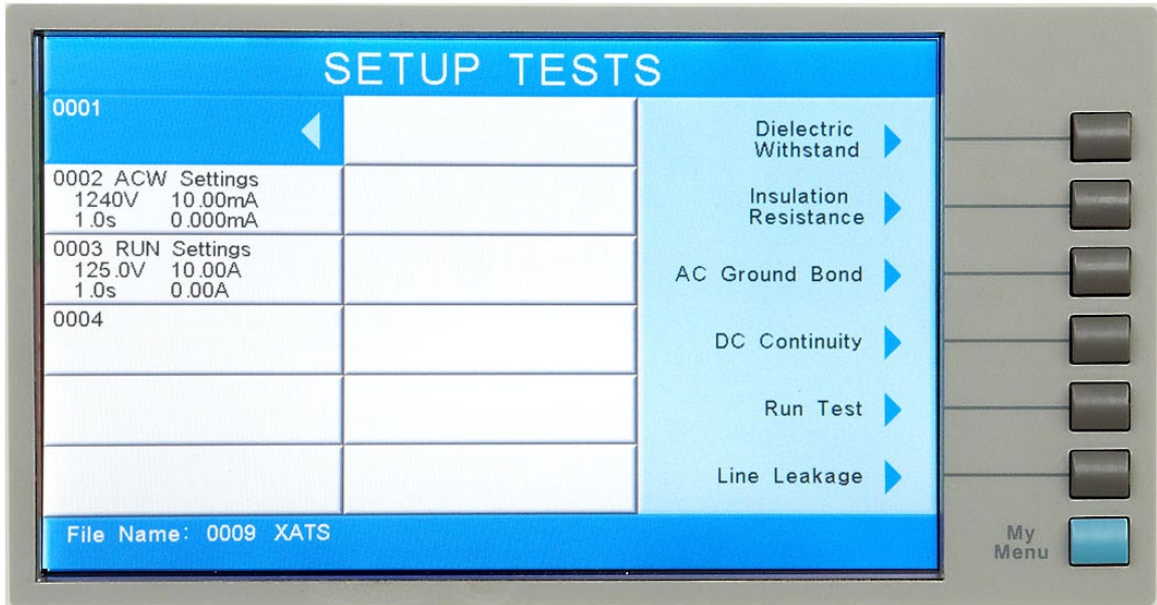 SETUP TESTS
0001
0002 ACW Settings
1240V 10.00mA
1.0s 0.000mA
0003 RUN Settings
125.0V 10.00A
1.0s 0.00A
0004
Dielectric
Withstand
Insulation
Resistance
AC Ground Bond
DC Continuity
Run Test
Line Leakage
File Name: 0009 XATS
My
Menu